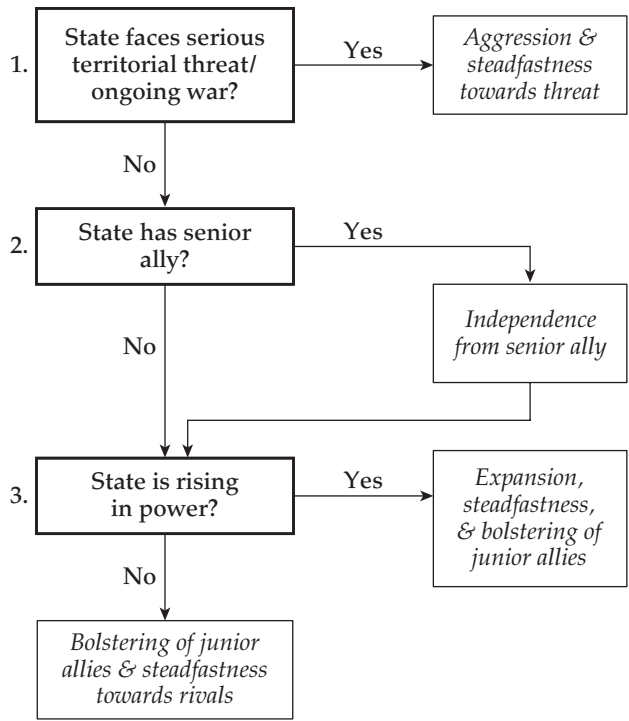 1.
State faces serious
territorial threat/
ongoing war?
Yes
Aggression &
steadfastness
towards threat
No
2.
State has senior
ally?
Yes
Independence
from senior ally
No
3.
State is rising
in power?
Yes
Expansion,
steadfastness,
& bolstering of
junior allies
No
Bolstering of junior
allies & steadfastness
towards rivals